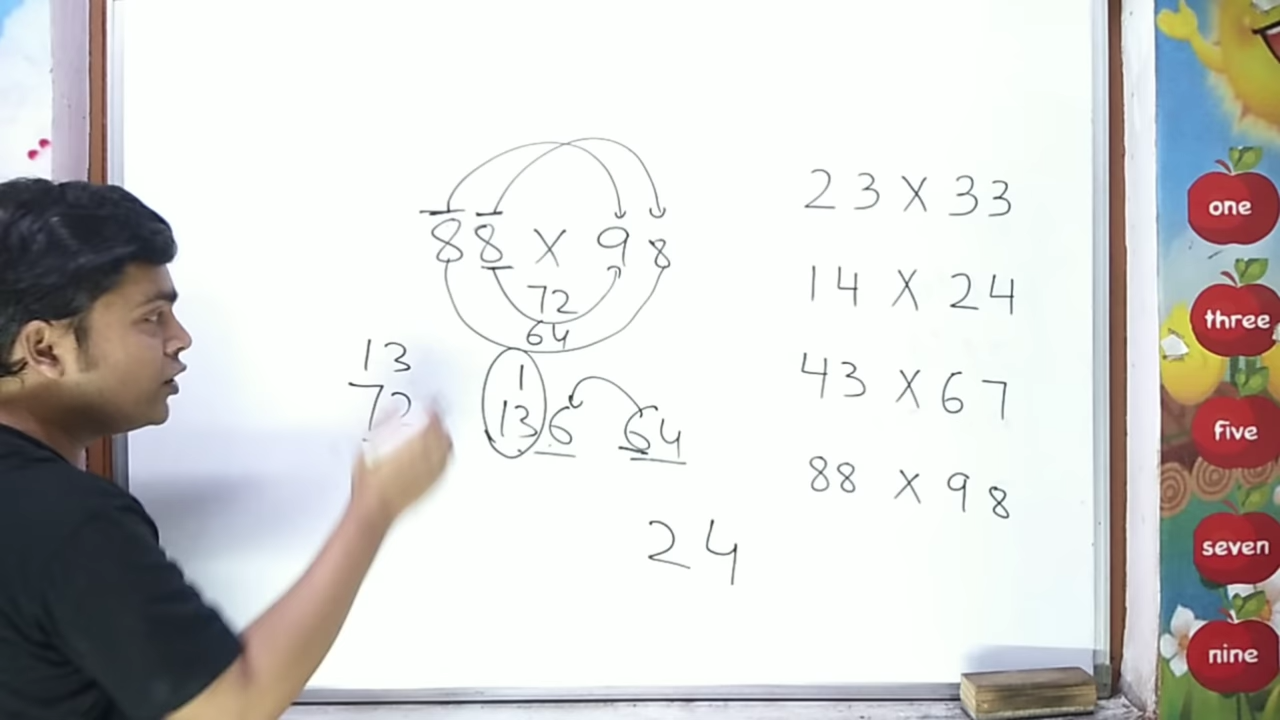 88 X 98
72
64
1
136 64
13
72
24
23 X 33
14 X 24
43 X 67
88 X 98
one
three
five
seven
nine